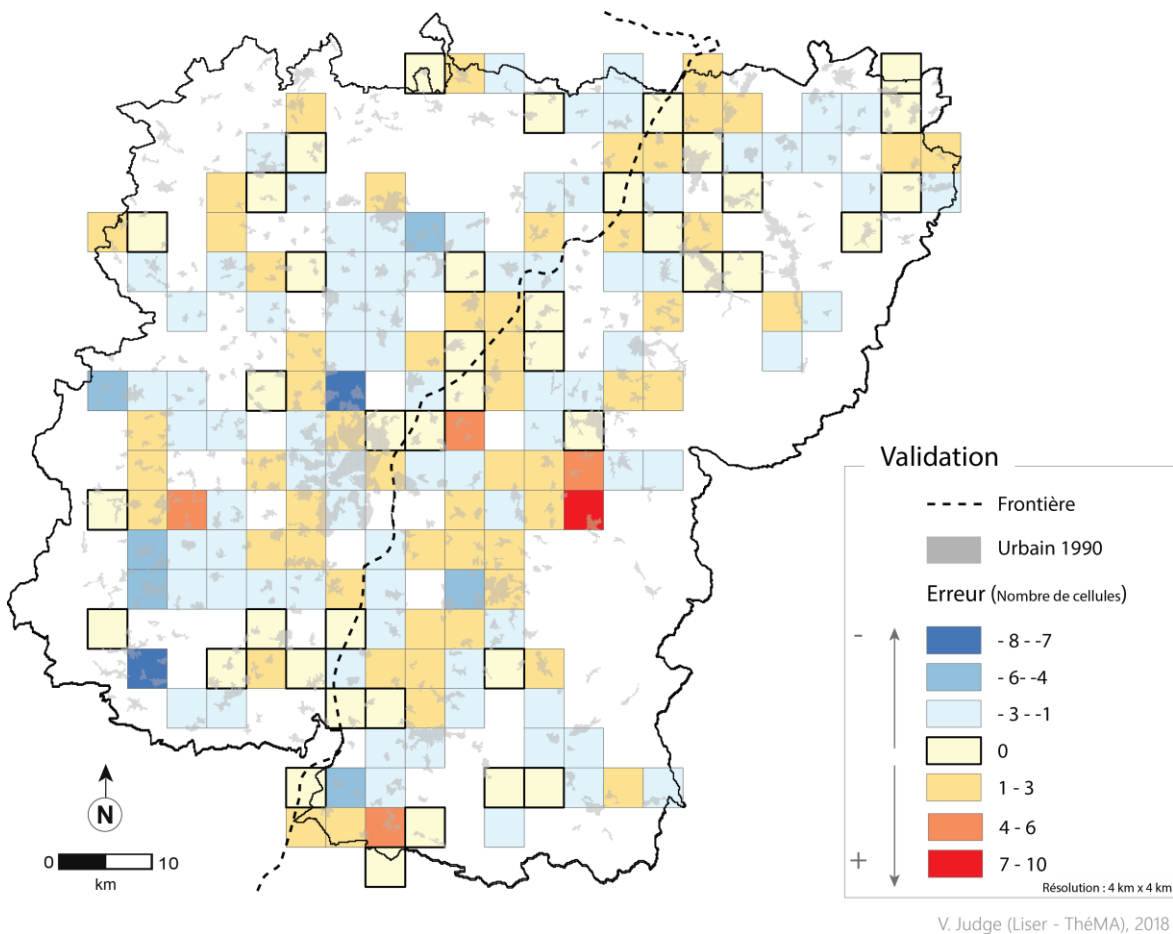 Validation
Frontière
Urbain 1990
Erreur (Nombre de cellules)
-
- 8 - -7
- 6- -4
- 3 - -1
0
1 - 3
4 - 6
+
7 - 10
Résolution : 4 km x 4 km
N
0 10
km
V. Judge (Liser - ThéMA), 2018